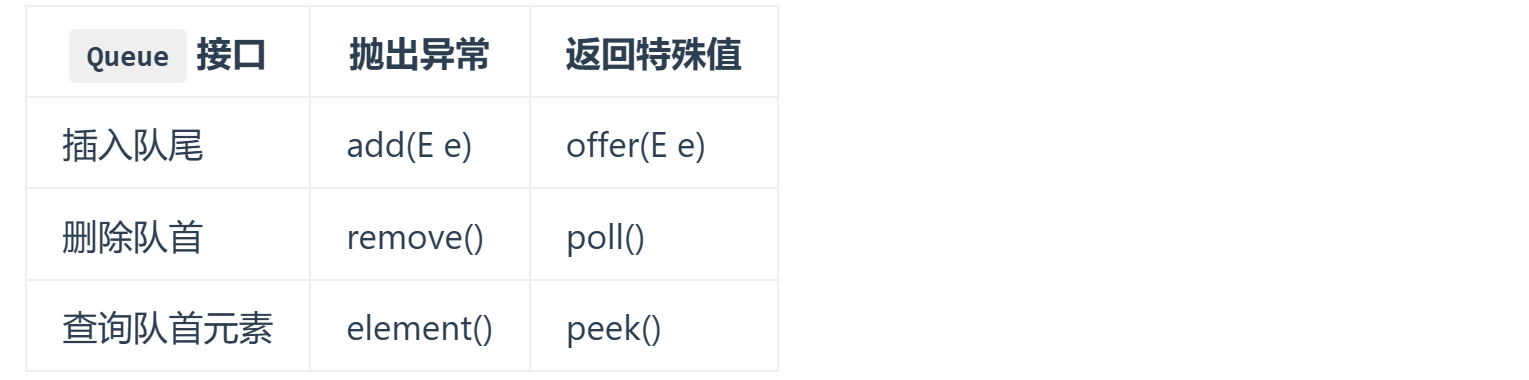 Queue 接口 抛出异常 返回特殊值
插入队尾 add(E e) offer(E e)
删除队首 remove() poll()
查询队首元素 element() peek()